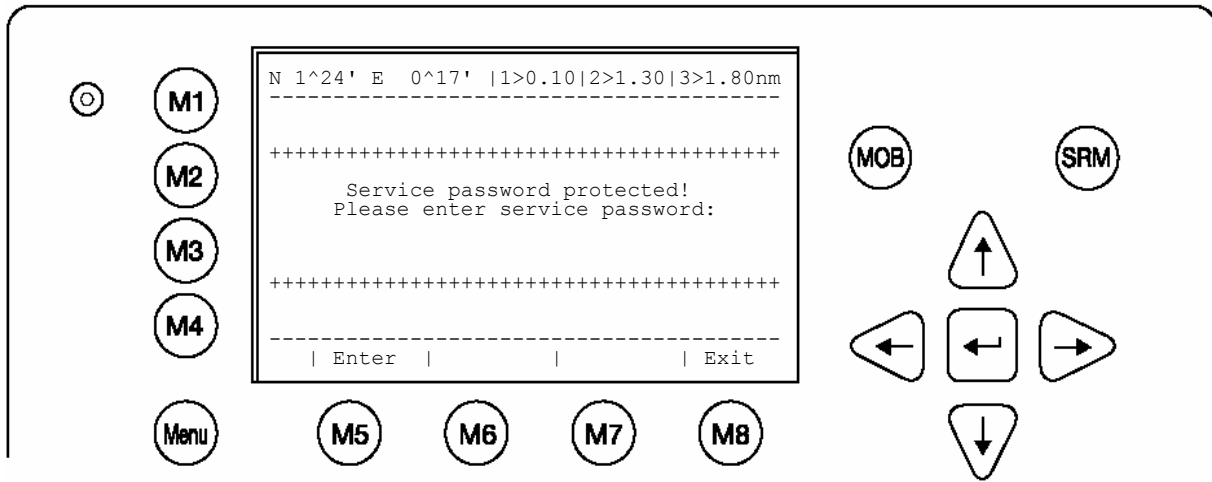 N 1^24' E  0^17' |1>0.10|2>1.30|3>1.80nm
----------------------------------------
++++++++++++++++++++++++++++++++++++++++
Service password protected!
Please enter service password:
++++++++++++++++++++++++++++++++++++++++
----------------------------------------
| Enter  |         |         | Exit
M1
M2
M3
M4
Menu
M5 M6 M7 M8
MOB SRM